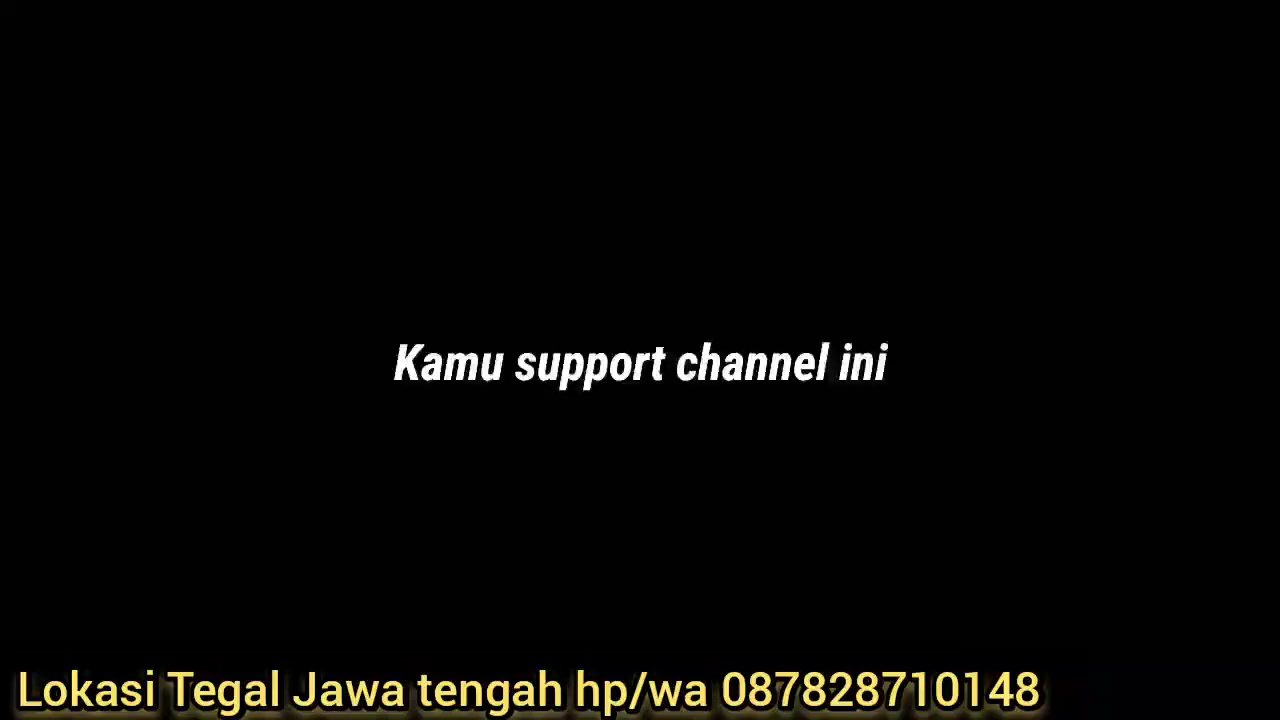 Kamu support channel ini
Lokasi Tegal Jawa tengah hp/wa 087828710148